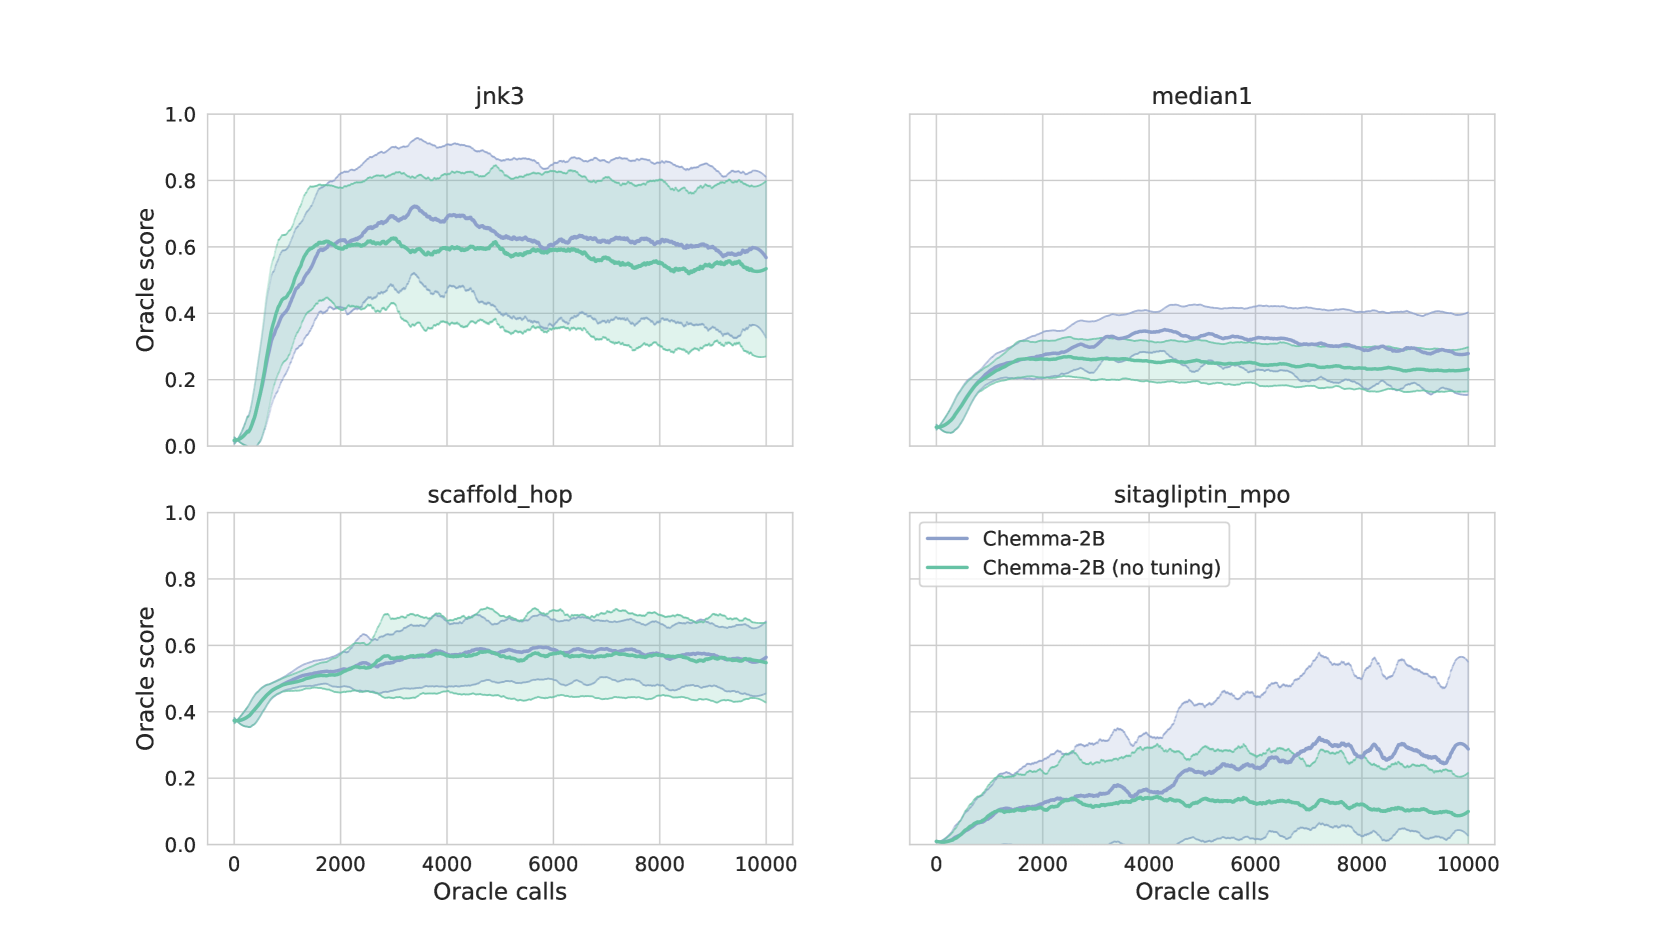 jnk3
median1
1.0
0.8
0.6
0.4
0.2
0.0
Oracle score
scaffold_hop
sitagliptin_mpo
1.0
0.8
0.6
0.4
0.2
0.0
Oracle score
Chemma-2B
Chemma-2B (no tuning)
0 2000 4000 6000 8000 10000
Oracle calls
0 2000 4000 6000 8000 10000
Oracle calls